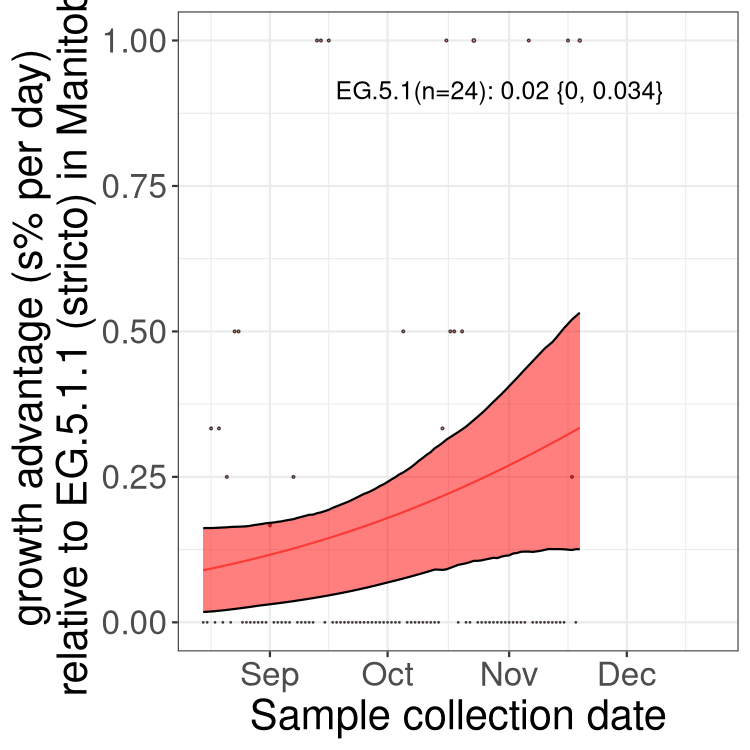 growth advantage (s% per day)
relative to EG.5.1.1 (stricto) in Manitob
1.00
0.75
0.50
0.25
0.00
EG.5.1(n=24): 0.02 {0, 0.034}
Sep Oct Nov Dec
Sample collection date